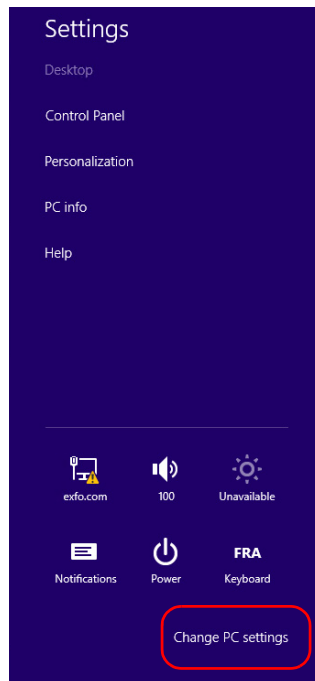 Settings
Desktop
Control Panel
Personalization
PC info
Help
exfo.com 100 Unavailable
FRA
Notifications Power Keyboard
Change PC settings